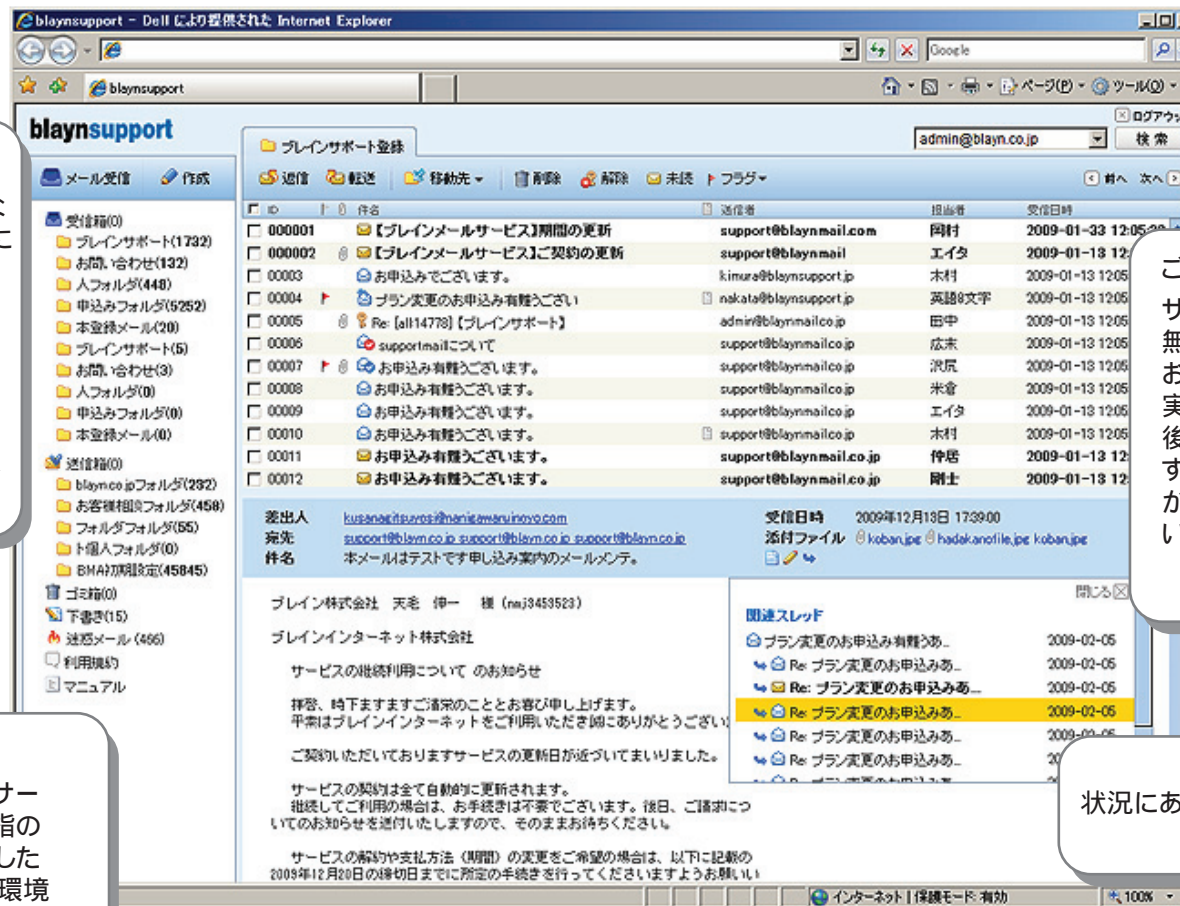 blaynsupport - Dell により提供された Internet Explorer
Google
blaynsupport
ページ(P) ツール(O)
blaynsupport
ログアウ
ブレインサポート登録
admin@blayn.co.jp 検索
メール受信 作成
返信 転送 移動先 削除 解除 未読 フラグ
前へ 次へ
受信箱(0)
ブレインサポート(1732)
お問い合わせ(132)
人フォルダ(448)
申込みフォルダ(5252)
本登録メール(20)
ブレインサポート(5)
お問い合わせ(3)
人フォルダ(0)
申込みフォルダ(0)
本登録メール(0)
送信箱(0)
blayn.co.jpフォルダ(232)
お客様相談フォルダ(458)
フォルダフォルダ(55)
ト個人フォルダ(0)
BMA初期設定(45845)
ゴミ箱(0)
下書き(15)
迷惑メール (466)
利用規約
マニュアル
ID 件名 送信者 担当者 受信日時
000001 【ブレインメールサービス】期間の更新 support@blaynmail.com 岡村 2009-01-33 12:05:
000002 【ブレインメールサービス】ご契約の更新 support@blaynmail エイタ 2009-01-13 12:
00003 お申込みでございます。 kimura@blaynsupport.jp 木村 2009-01-13 12:05
00004 プラン変更のお申込み有難うござい nakata@blaynsupport.jp 英語8文字 2009-01-13 12:05
00005 Re: [all:14778]【ブレインサポート】 admin@blaynmail.co.jp 田中 2009-01-13 12:05
00006 supportmailについて support@blaynmail.co.jp 広末 2009-01-13 12:05
00007 お申込み有難うございます。 support@blaynmail.co.jp 沢尻 2009-01-13 12:05
00008 お申込み有難うございます。 support@blaynmail.co.jp 米倉 2009-01-13 12:05
00009 お申込み有難うございます。 support@blaynmail.co.jp エイタ 2009-01-13 12:05
00010 お申込み有難うございます。 support@blaynmail.co.jp 木村 2009-01-13 12:05
00011 お申込み有難うございます。 support@blaynmail.co.jp 仲居 2009-01-13 12:
00012 お申込み有難うございます。 support@blaynmail.co.jp 剛士 2009-01-13 12:
差出人
宛先 support@blayn.co.jp support@blayn.co.jp support@blayn.co.jp
件名 本メールはテストです申し込み案内のメールメンテ。
受信日時 2009年12月13日 17:39:00
添付ファイル koban.jpg hadakanofile.jpg koban.jpg
ブレイン株式会社 天毛 伸一 様 (naj3453523)
ブレインインターネット株式会社
サービスの継続利用について のお知らせ
拝啓、時下ますますご清栄のこととお喜び申し上げます。
平素はブレインインターネットをご利用いただき誠にありがとうござい
ご契約いただいておりますサービスの更新日が近づいてまいりました。
サービスの契約は全て自動的に更新されます。
継続してご利用の場合は、お手続きは不要でございます。後日、ご請求につ
いてのお知らせを送付いたしますので、そのままお待ちください。
サービスの解約や支払方法(期間)の変更をご希望の場合は、以下に記載の
2009年12月20日の締切日までに所定の手続きを行ってくださいますようお願いい
閉じる
関連スレッド
プラン変更のお申込み有難うあ... 2009-02-05
Re: プラン変更のお申込みあ... 2009-02-05
Re: プラン変更のお申込みあ... 2009-02-05
Re: プラン変更のお申込みあ... 2009-02-05
Re: プラン変更のお申込みあ... 2009-02-05
Re: プラン変更のお申込みあ... 20
に
ご
サ
無
お
実
後
す
が
い
状況にあ
サー
指の
した
環境
インターネット | 保護モード: 有効 100%